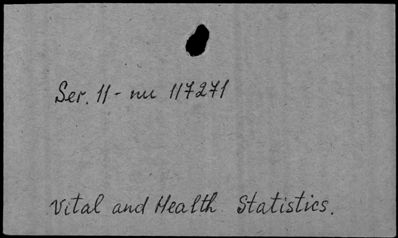 Ser. 11 - nu 117271
Vital and Health Statistics.